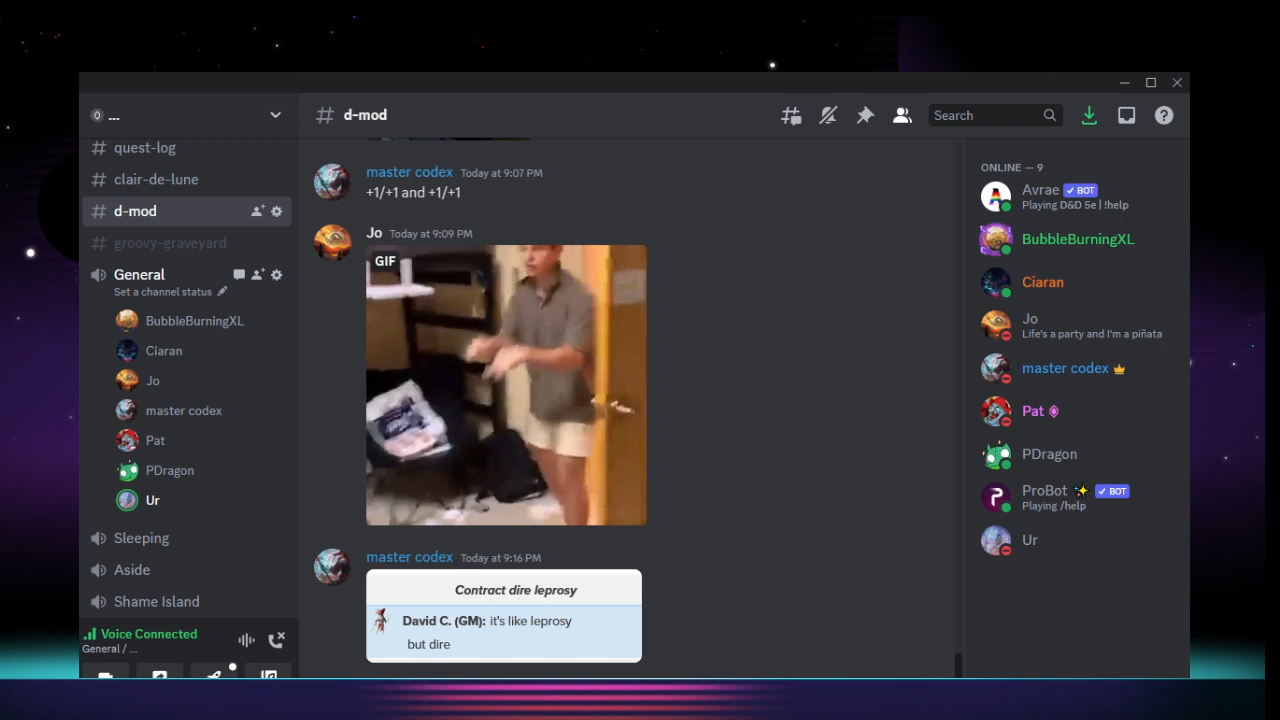 ...
d-mod
Search
quest-log
clair-de-lune
d-mod
groovy-graveyard
General
Set a channel status
BubbleBurningXL
Ciaran
Jo
master codex
Pat
PDragon
Ur
Sleeping
Aside
Shame Island
Voice Connected
General / ...
master codex Today at 9:07 PM
+1/+1 and +1/+1
Jo Today at 9:09 PM
GIF
master codex Today at 9:16 PM
Contract dire leprosy
David C. (GM): it's like leprosy
but dire
ONLINE — 9
Avrae ✓ BOT
Playing D&D 5e | !help
BubbleBurningXL
Ciaran
Jo
Life's a party and I'm a piñata
master codex
Pat
PDragon
ProBot ✨ ✓ BOT
Playing /help
Ur